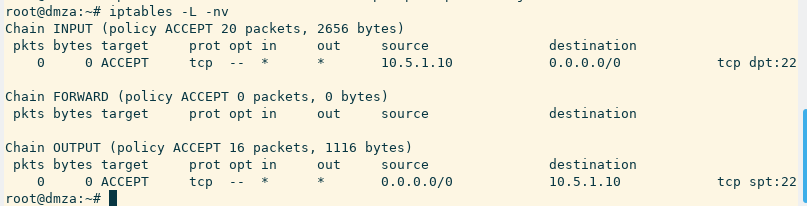 root@dmza:~# iptables -L -nv
Chain INPUT (policy ACCEPT 20 packets, 2656 bytes)
 pkts bytes target     prot opt in     out     source               destination
    0     0 ACCEPT     tcp  --  *      *       10.5.1.10            0.0.0.0/0            tcp dpt:22
Chain FORWARD (policy ACCEPT 0 packets, 0 bytes)
 pkts bytes target     prot opt in     out     source               destination
Chain OUTPUT (policy ACCEPT 16 packets, 1116 bytes)
 pkts bytes target     prot opt in     out     source               destination
    0     0 ACCEPT     tcp  --  *      *       0.0.0.0/0            10.5.1.10            tcp spt:22
root@dmza:~#